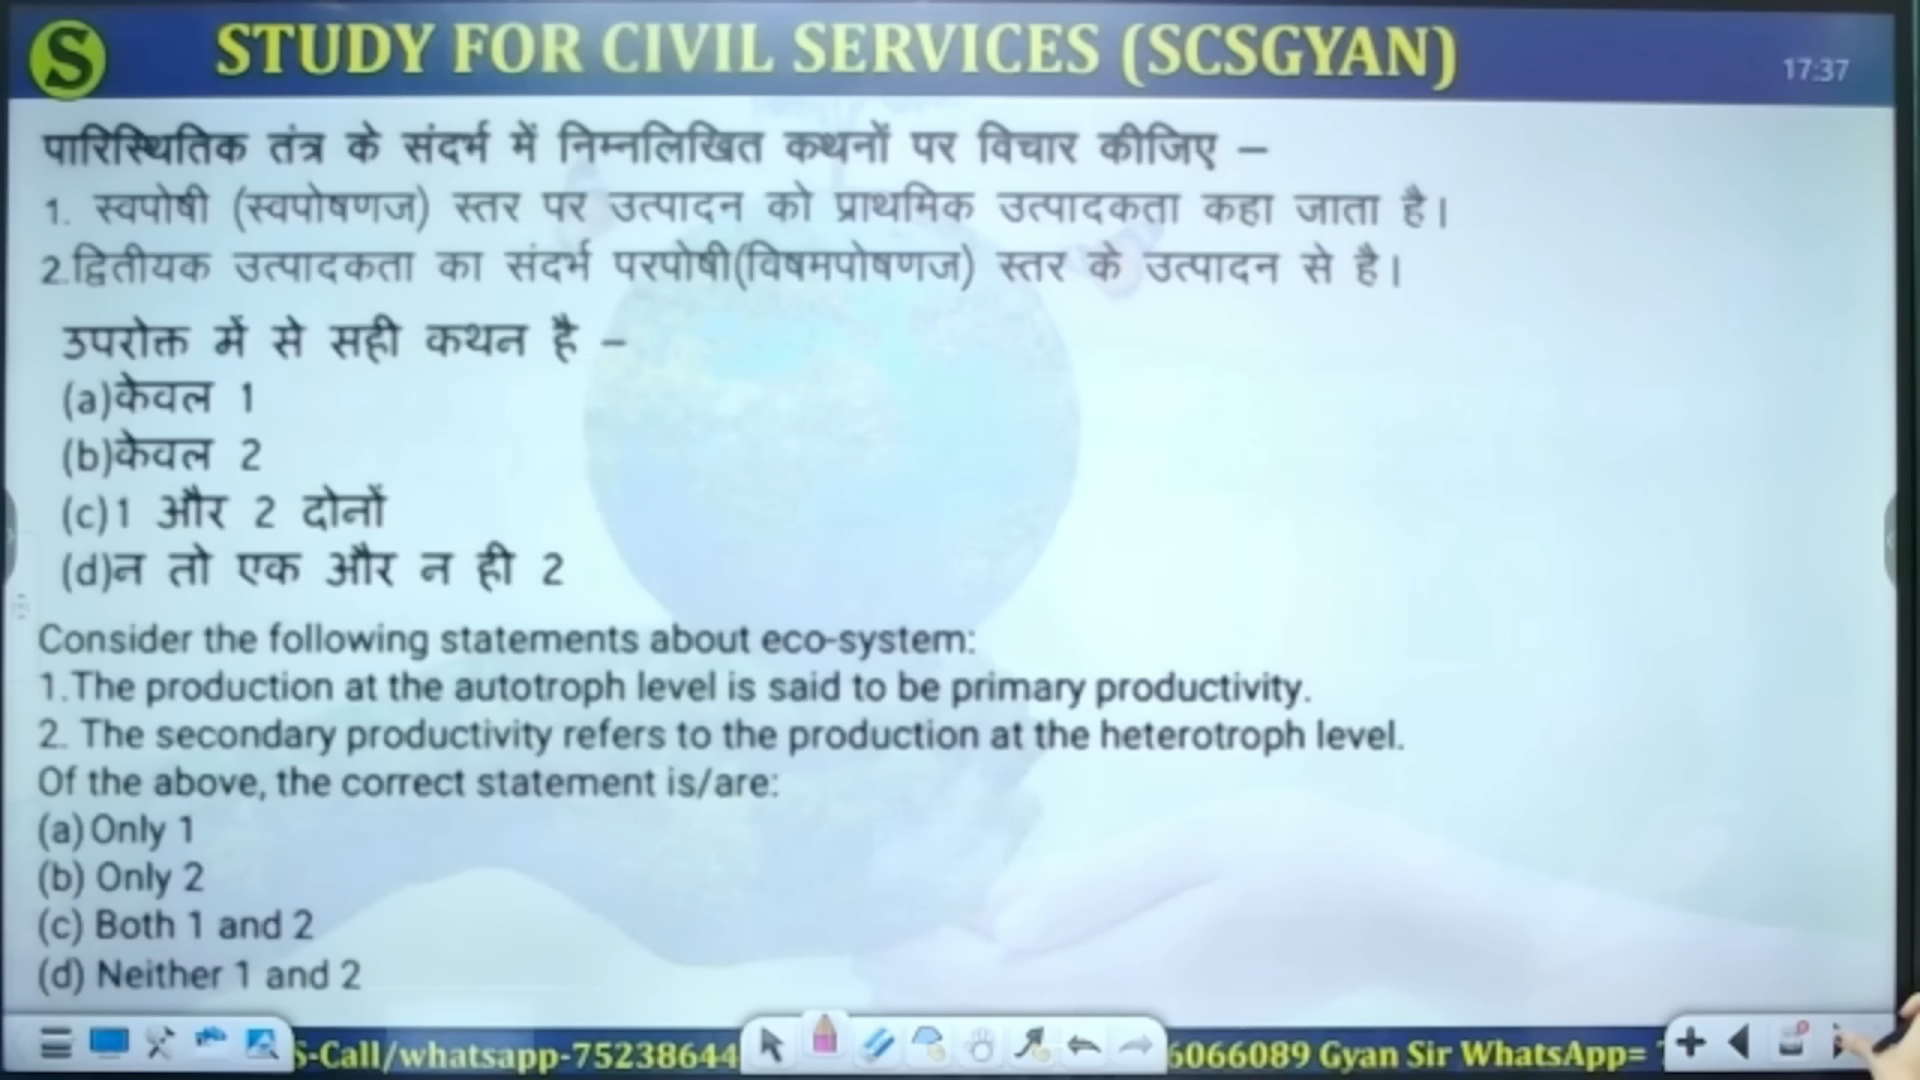 S STUDY FOR CIVIL SERVICES (SCSGYAN) 17:37
पारिस्थितिक तंत्र के संदर्भ में निम्नलिखित कथनों पर विचार कीजिए –
1. स्वपोषी (स्वपोषणज) स्तर पर उत्पादन को प्राथमिक उत्पादकता कहा जाता है।
2.द्वितीयक उत्पादकता का संदर्भ परपोषी(विषमपोषणज) स्तर के उत्पादन से है।
उपरोक्त में से सही कथन है –
(a)केवल 1
(b)केवल 2
(c)1 और 2 दोनों
(d)न तो एक और न ही 2
Consider the following statements about eco-system:
1.The production at the autotroph level is said to be primary productivity.
2. The secondary productivity refers to the production at the heterotroph level.
Of the above, the correct statement is/are:
(a) Only 1
(b) Only 2
(c) Both 1 and 2
(d) Neither 1 and 2
S-Call/whatsapp-75238644 6066089 Gyan Sir WhatsApp=